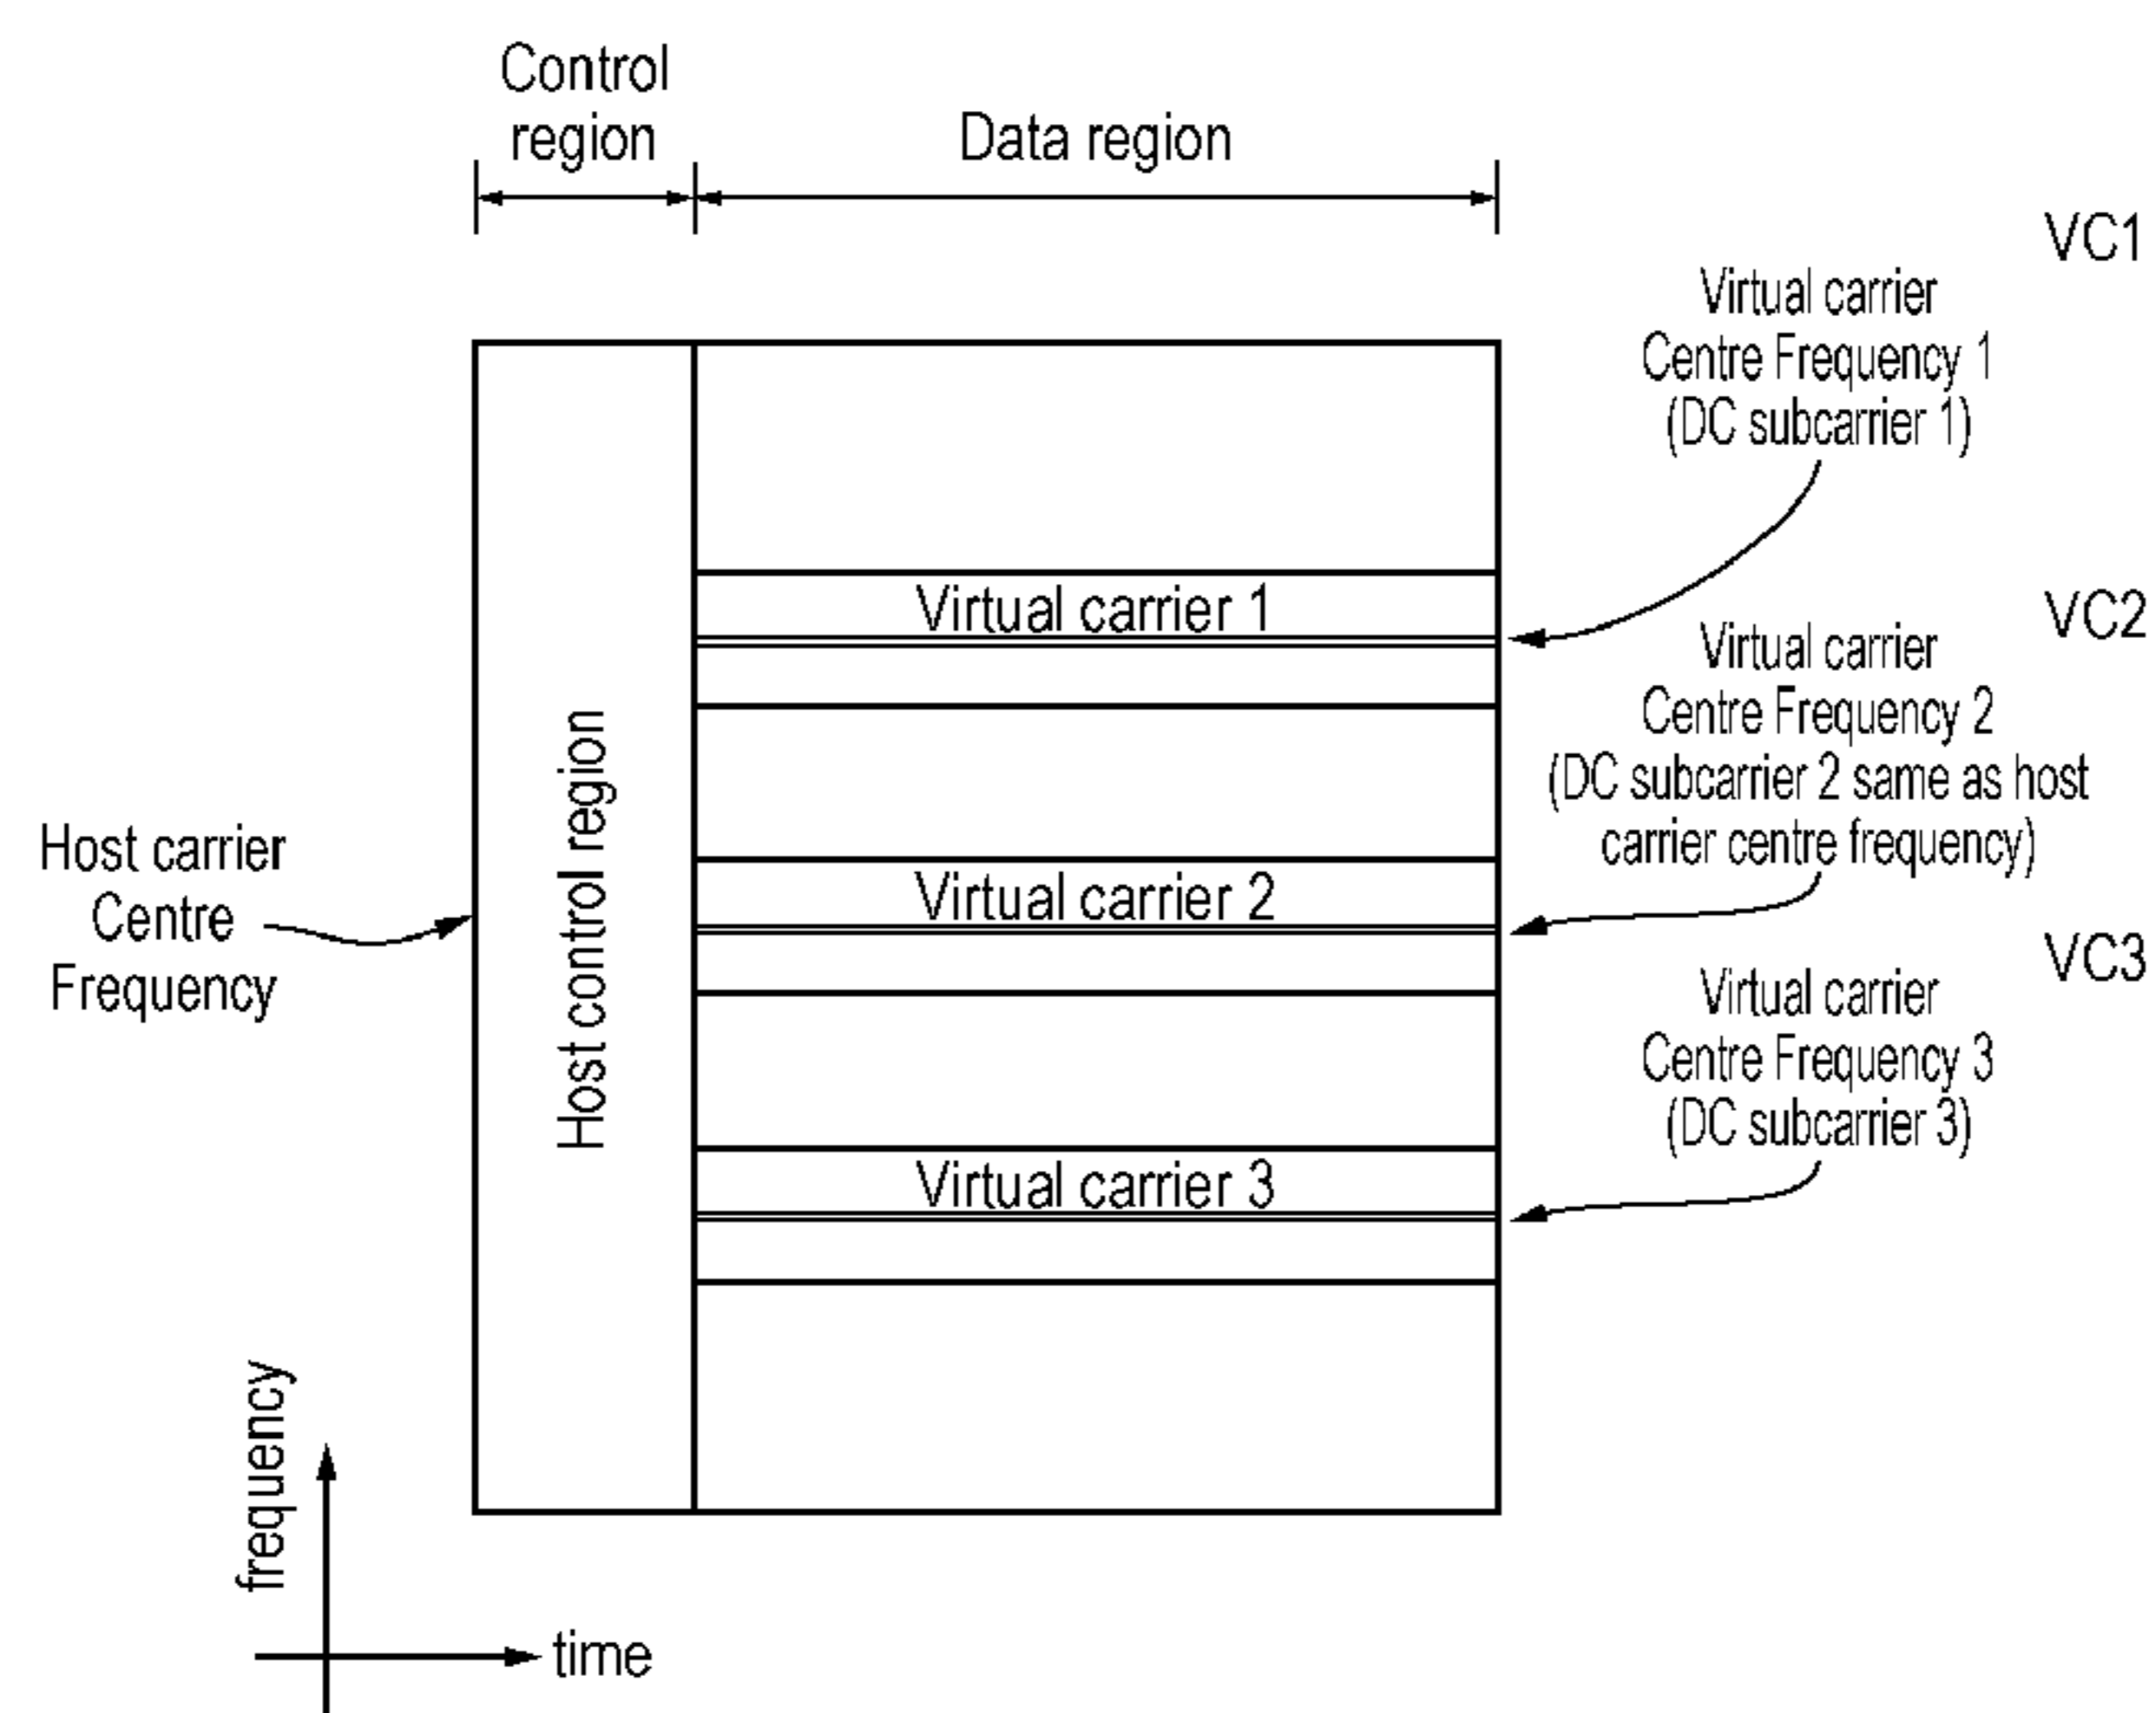 Control
region
Data region
VC1
Virtual carrier
Centre Frequency 1
(DC subcarrier 1)
Virtual carrier 1
VC2
Virtual carrier
Centre Frequency 2
(DC subcarrier 2 same as host
carrier centre frequency)
Host carrier
Centre
Frequency
Host control region
Virtual carrier 2
VC3
Virtual carrier
Centre Frequency 3
(DC subcarrier 3)
Virtual carrier 3
frequency
time